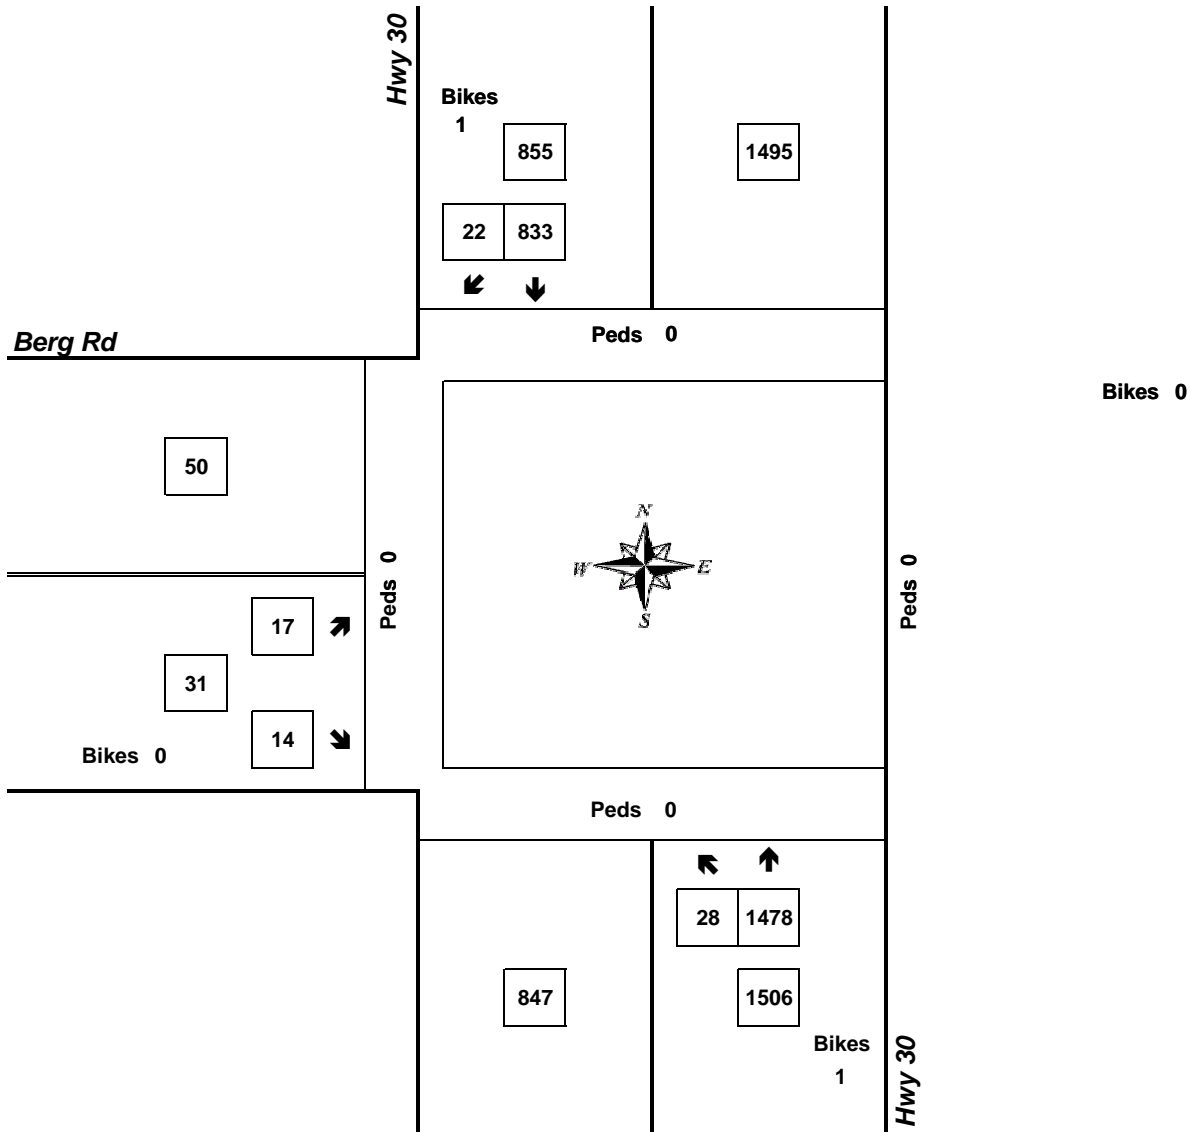 Hwy 30
Bikes
1
855
1495
22 833
Peds 0
Berg Rd
Bikes 0
50
N
W E
S
Peds 0
Peds 0
17
31
14
Bikes 0
Peds 0
28 1478
847
1506
Bikes
1
Hwy 30